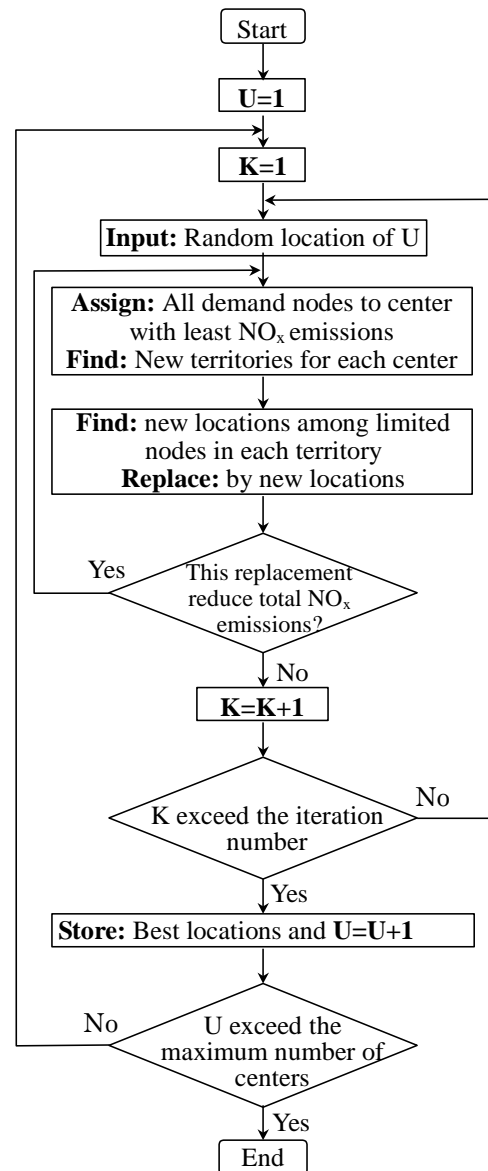 Start
U=1
K=1
Input: Random location of U
Assign: All demand nodes to center
with least NOₓ emissions
Find: New territories for each center
Find: new locations among limited
nodes in each territory
Replace: by new locations
Yes
This replacement
reduce total NOₓ
emissions?
No
K=K+1
K exceed the iteration
number
No
Yes
Store: Best locations and U=U+1
No
U exceed the
maximum number of
centers
Yes
End